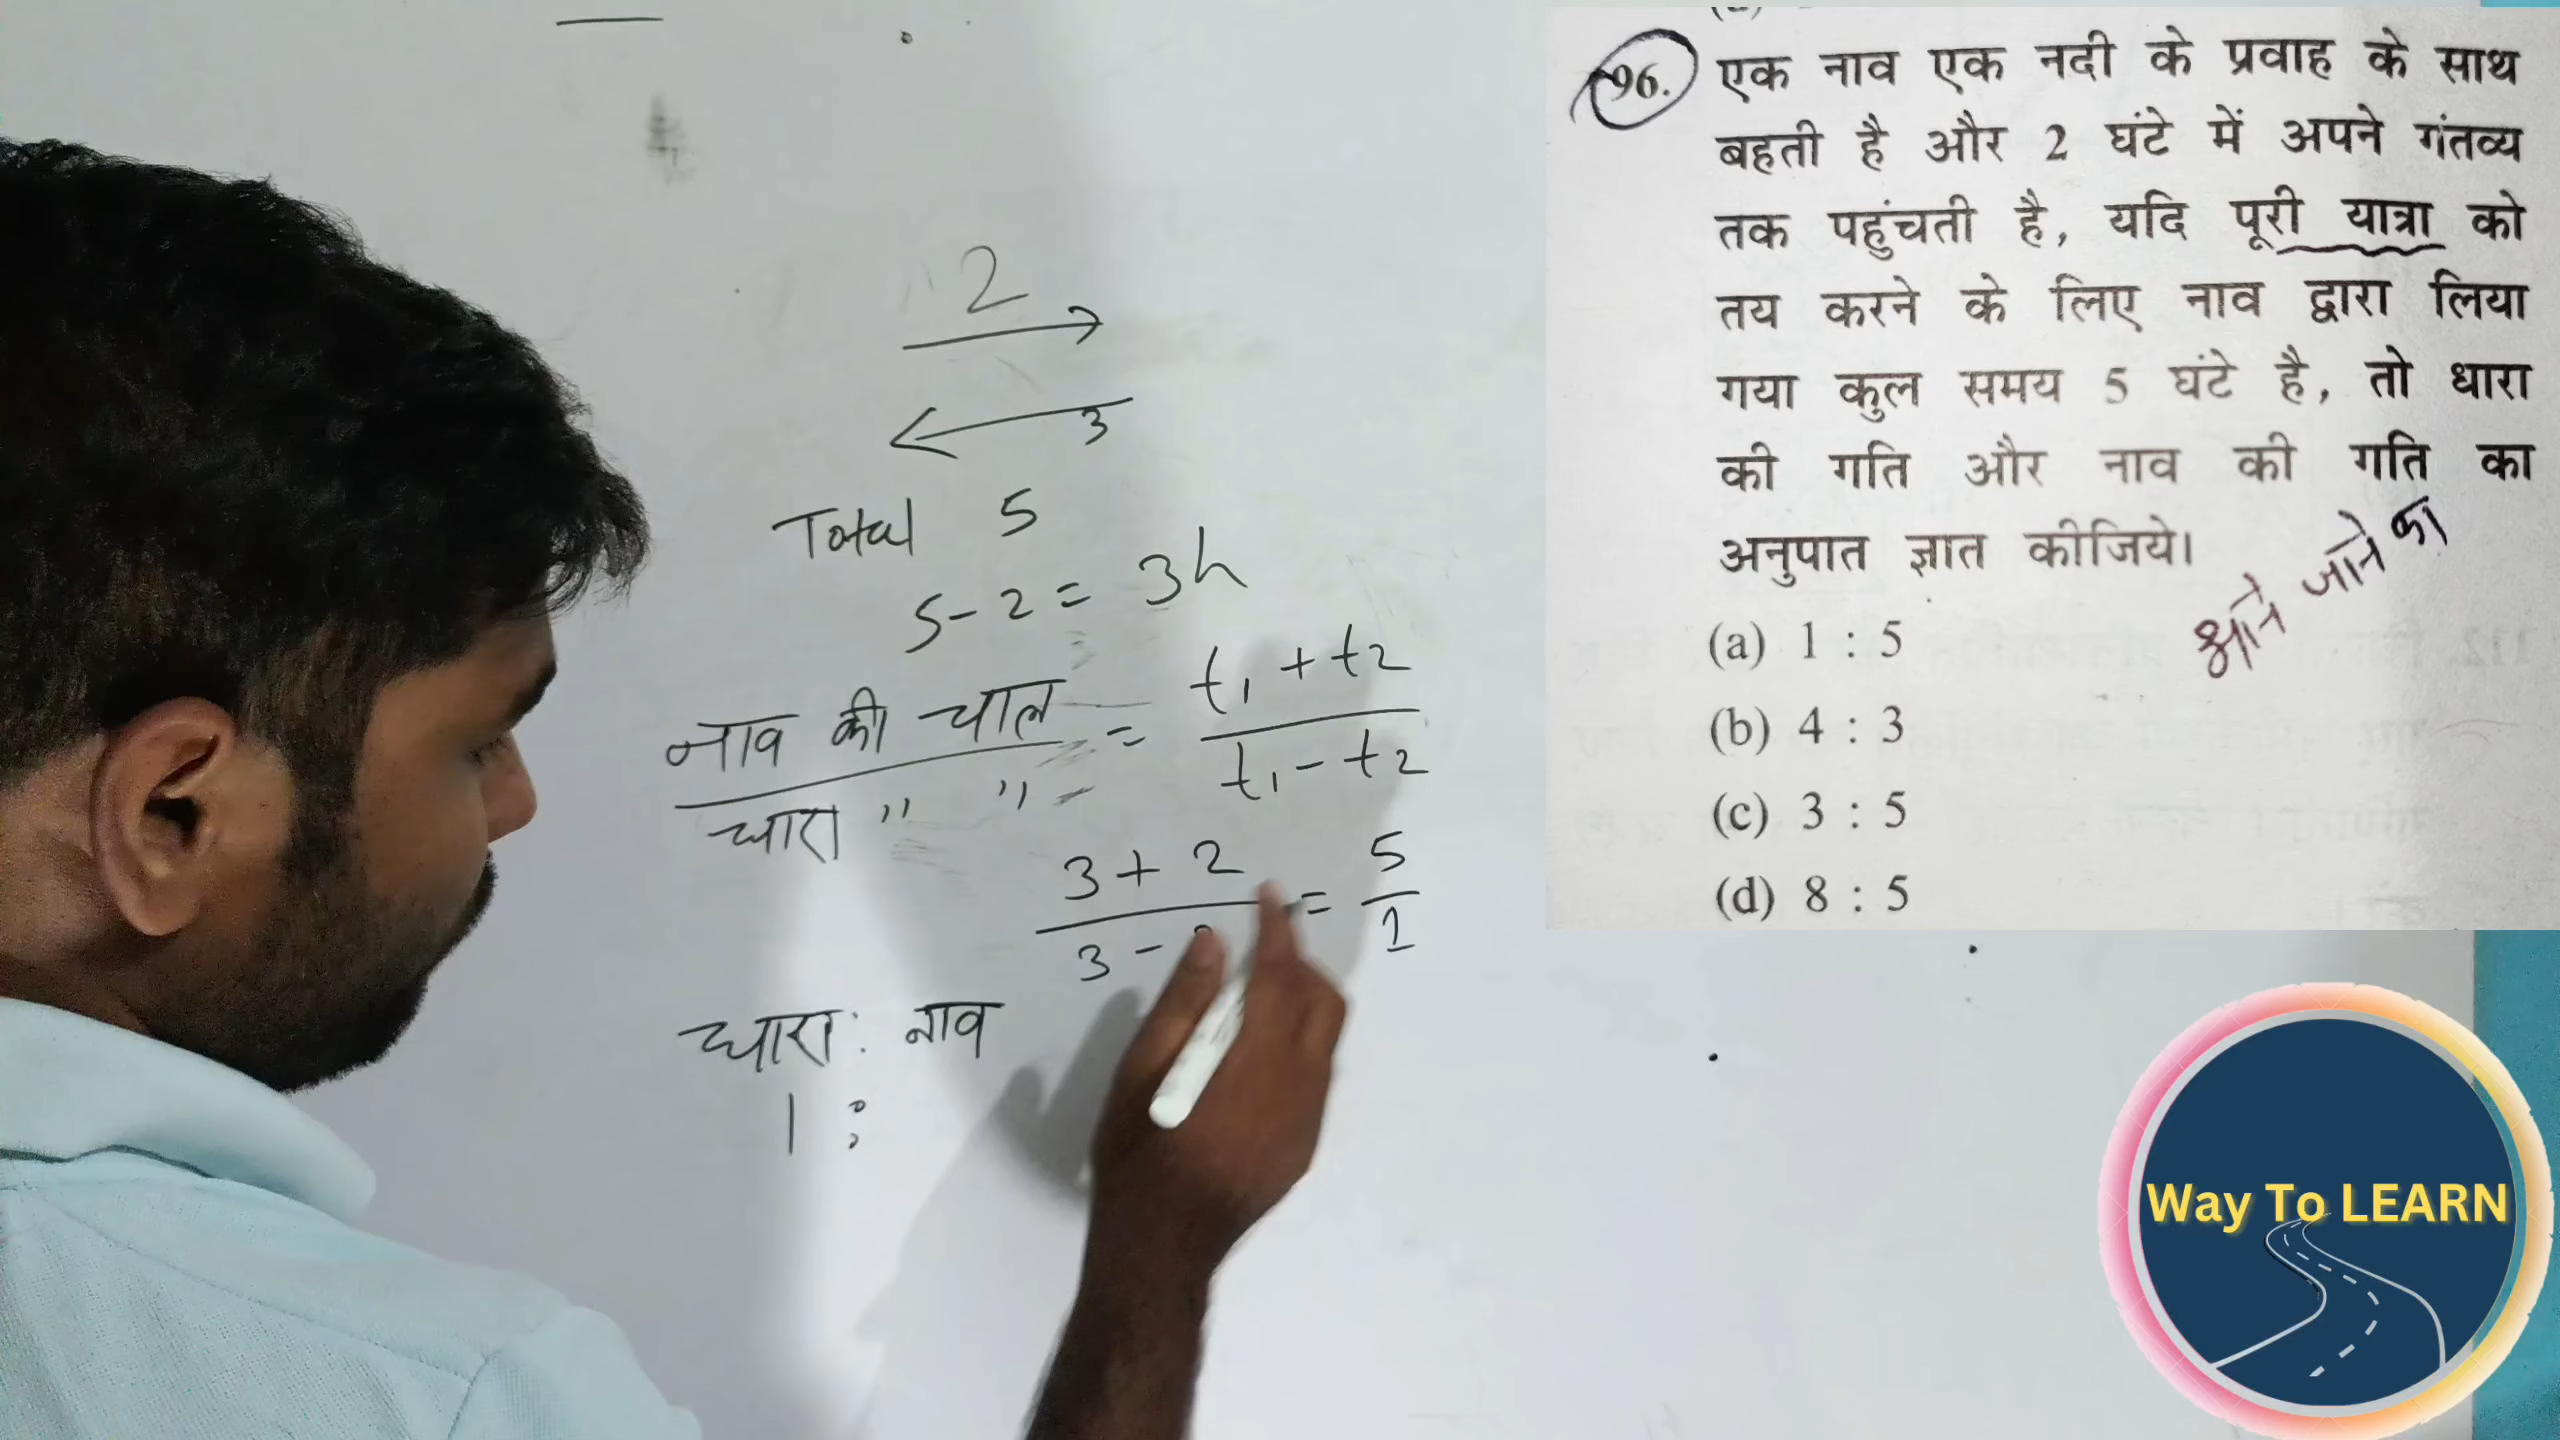 2
3
Total 5
5-2 = 3h
नाव की चाल = t1 + t2
धारा " " t1 - t2
3 + 2 = 5
3 - 1
धारा : नाव
1 :
96. एक नाव एक नदी के प्रवाह के साथ
बहती है और 2 घंटे में अपने गंतव्य
तक पहुंचती है, यदि पूरी यात्रा को
तय करने के लिए नाव द्वारा लिया
गया कुल समय 5 घंटे है, तो धारा
की गति और नाव की गति का
अनुपात ज्ञात कीजिये।
आने जाने का
(a) 1 : 5
(b) 4 : 3
(c) 3 : 5
(d) 8 : 5
Way To LEARN